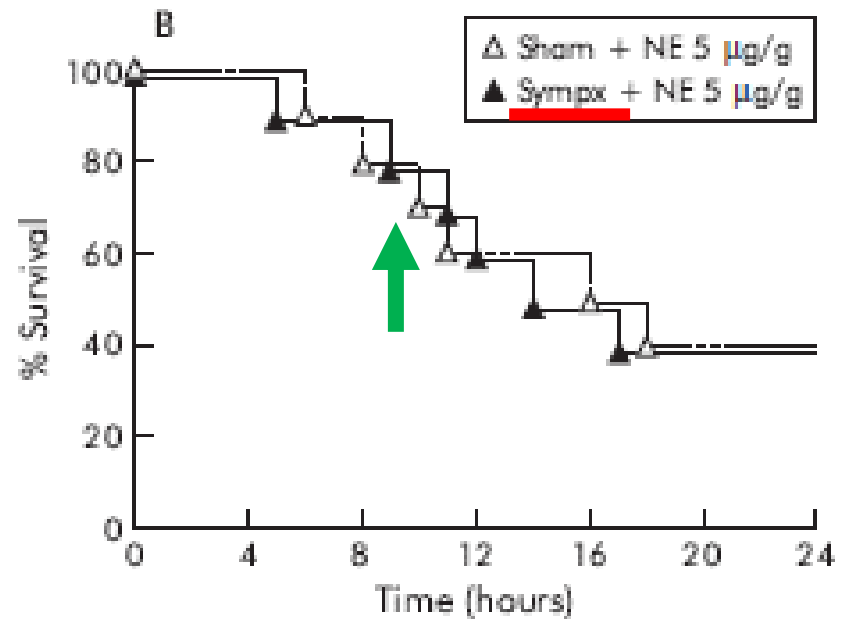 B
△ Sham + NE 5 μg/g
▲ Sympx + NE 5 μg/g
% Survival
100
80
60
40
20
0
0 4 8 12 16 20 24
Time (hours)